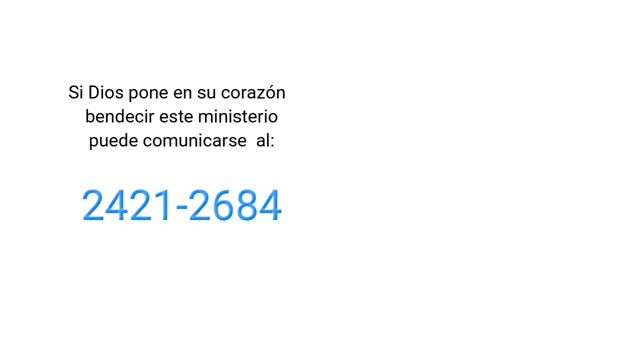 Si Dios pone en su corazón
bendecir este ministerio
puede comunicarse al:
2421-2684